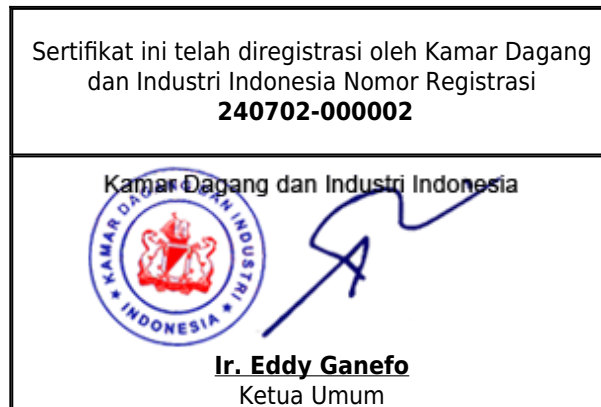 Sertifikat ini telah diregistrasi oleh Kamar Dagang
dan Industri Indonesia Nomor Registrasi
240702-000002
Kamar Dagang dan Industri Indonesia
KAMAR DAGANG DAN INDUSTRI
INDONESIA
Ir. Eddy Ganefo
Ketua Umum